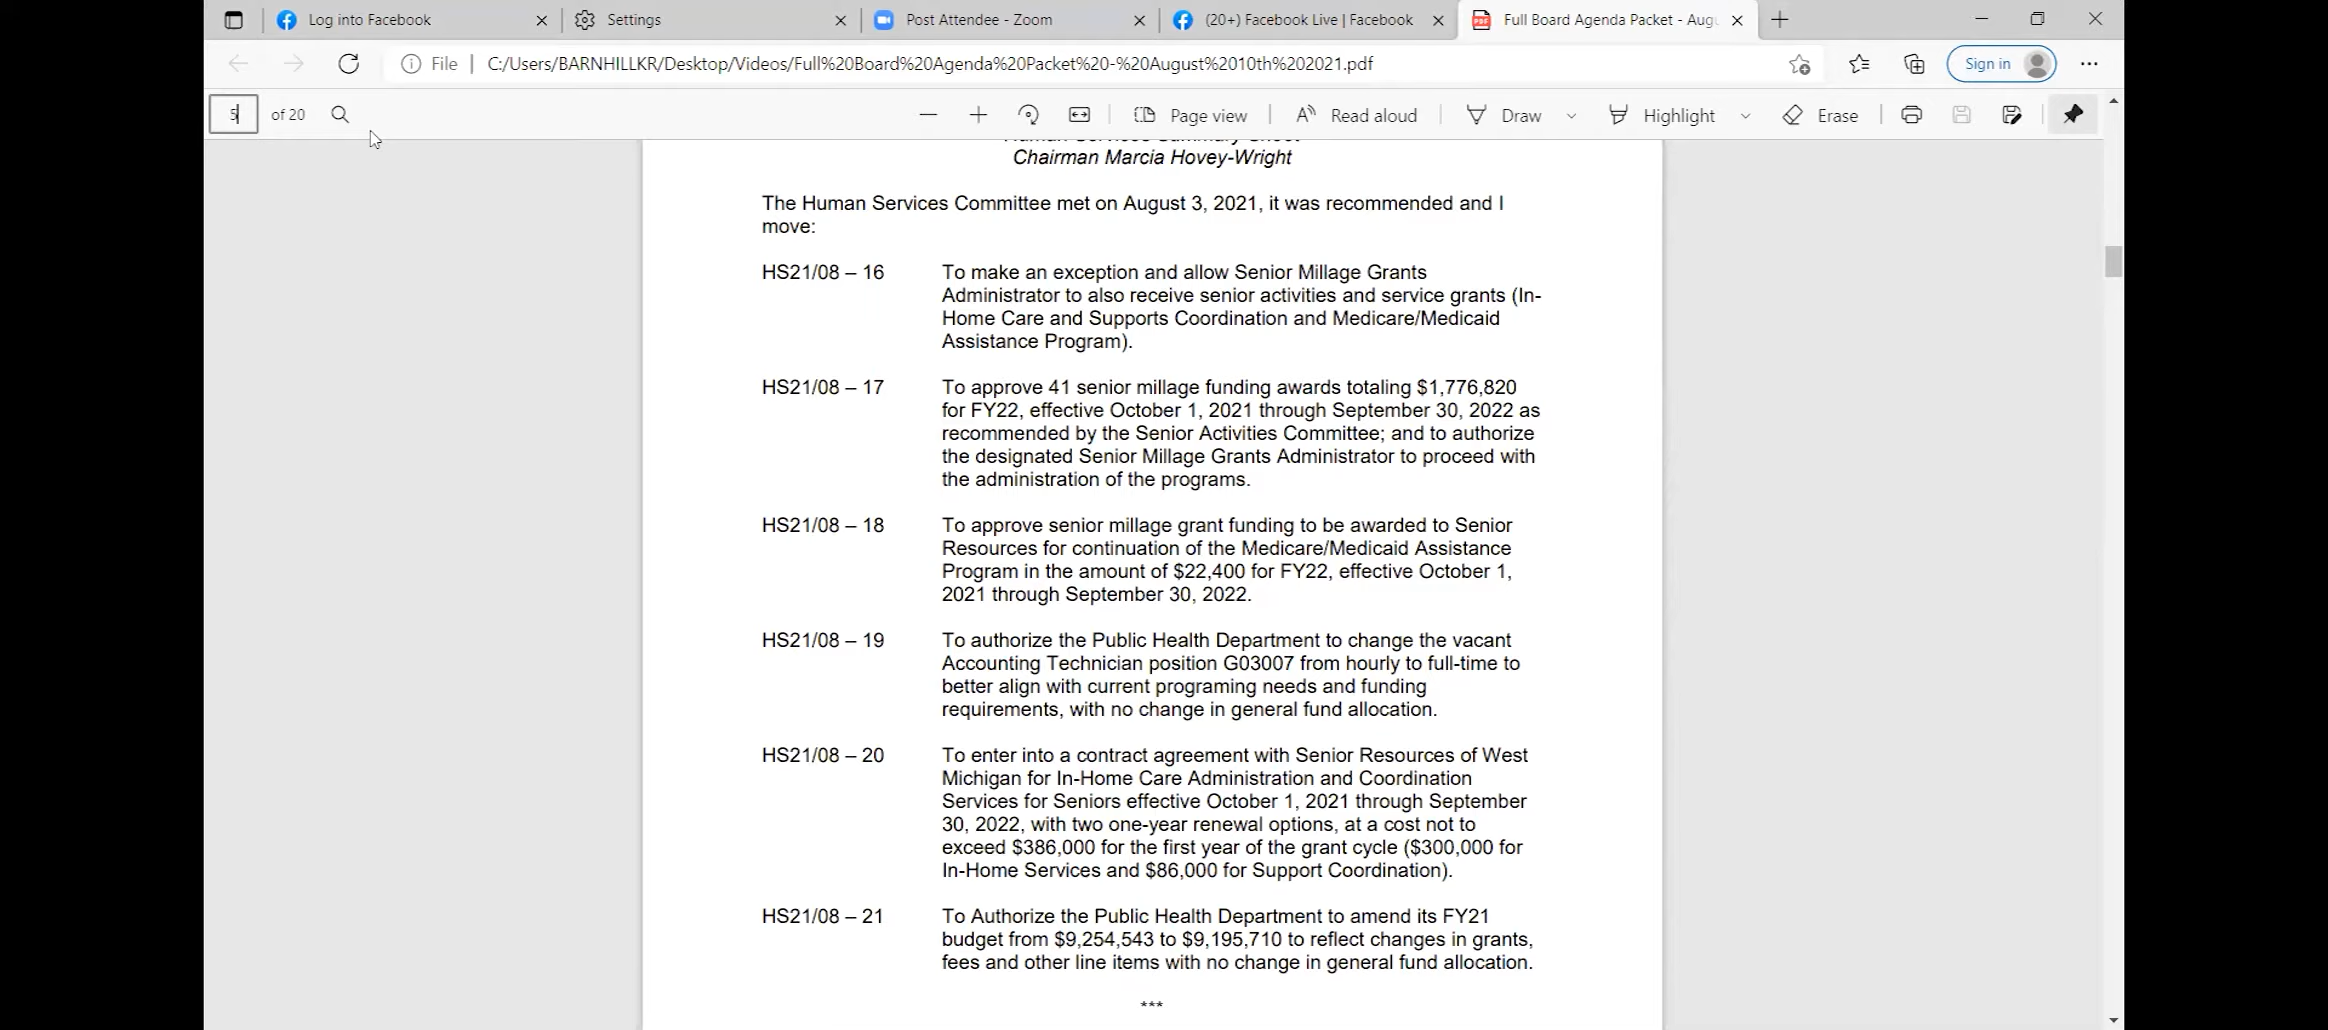 Log into Facebook
Settings
Post Attendee - Zoom
(20+) Facebook Live | Facebook
Full Board Agenda Packet - Aug
File
C:/Users/BARNHILLKR/Desktop/Videos/Full%20Board%20Agenda%20Packet%20-%20August%2010th%202021.pdf
Sign in
5 of 20
Page view
Read aloud
Draw
Highlight
Erase
Chairman Marcia Hovey-Wright
The Human Services Committee met on August 3, 2021, it was recommended and I
move:
HS21/08 – 16 To make an exception and allow Senior Millage Grants
Administrator to also receive senior activities and service grants (In-
Home Care and Supports Coordination and Medicare/Medicaid
Assistance Program).
HS21/08 – 17 To approve 41 senior millage funding awards totaling $1,776,820
for FY22, effective October 1, 2021 through September 30, 2022 as
recommended by the Senior Activities Committee; and to authorize
the designated Senior Millage Grants Administrator to proceed with
the administration of the programs.
HS21/08 – 18 To approve senior millage grant funding to be awarded to Senior
Resources for continuation of the Medicare/Medicaid Assistance
Program in the amount of $22,400 for FY22, effective October 1,
2021 through September 30, 2022.
HS21/08 – 19 To authorize the Public Health Department to change the vacant
Accounting Technician position G03007 from hourly to full-time to
better align with current programing needs and funding
requirements, with no change in general fund allocation.
HS21/08 – 20 To enter into a contract agreement with Senior Resources of West
Michigan for In-Home Care Administration and Coordination
Services for Seniors effective October 1, 2021 through September
30, 2022, with two one-year renewal options, at a cost not to
exceed $386,000 for the first year of the grant cycle ($300,000 for
In-Home Services and $86,000 for Support Coordination).
HS21/08 – 21 To Authorize the Public Health Department to amend its FY21
budget from $9,254,543 to $9,195,710 to reflect changes in grants,
fees and other line items with no change in general fund allocation.
***